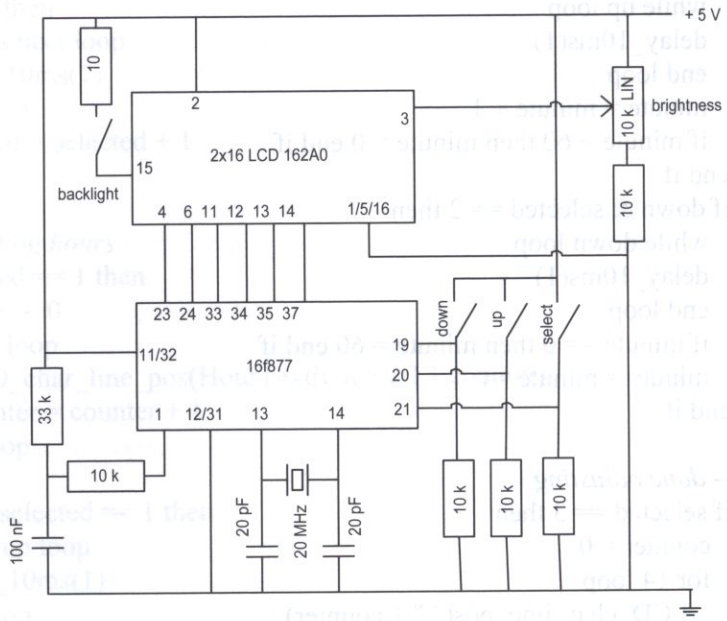 + 5 V
10
2
3
10 k LIN
brightness
15
2x16 LCD 162A0
backlight
10 k
4 6 11 12 13 14 1/5/16
23 24 33 34 35 37
down
up
select
19
11/32
16f877
20
33 k
21
1 12/31 13 14
10 k
20 pF
20 MHz
20 pF
10 k
10 k
10 k
100 nF